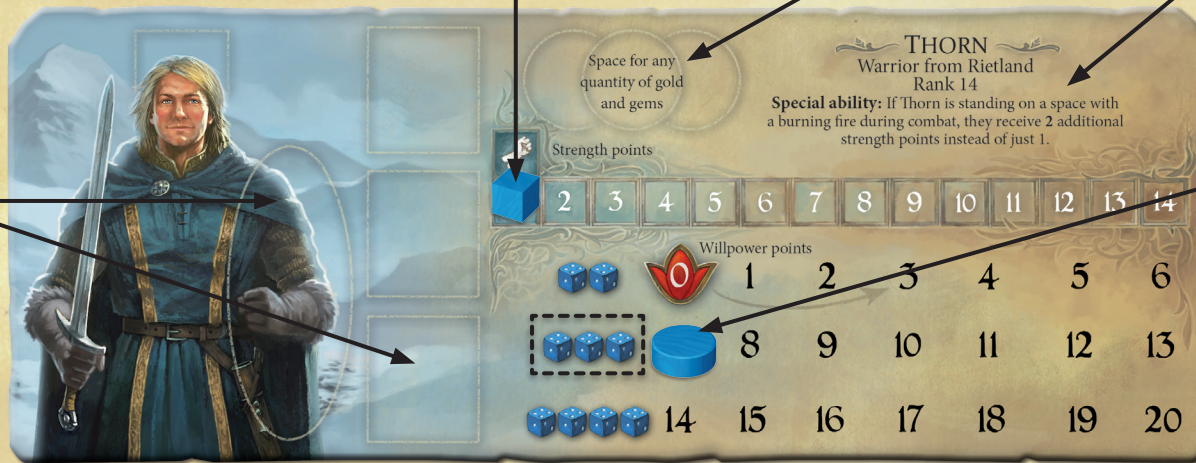 Space for any
quantity of gold
and gems
THORN
Warrior from Rietland
Rank 14
Special ability: If Thorn is standing on a space with
a burning fire during combat, they receive 2 additional
strength points instead of just 1.
Strength points
2 3 4 5 6 7 8 9 10 11 12 13 14
Willpower points
0 1 2 3 4 5 6
8 9 10 11 12 13
14 15 16 17 18 19 20